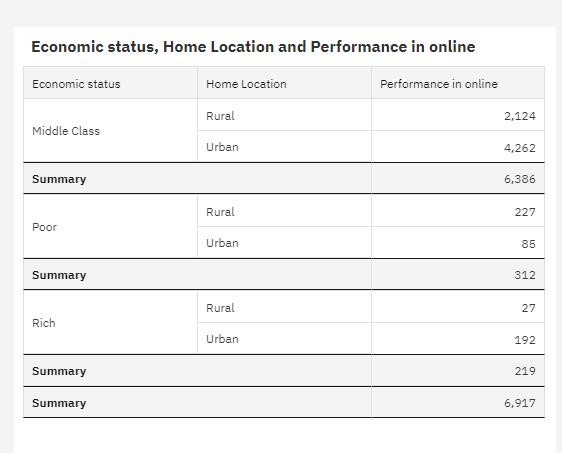 Economic status, Home Location and Performance in online
Economic status Home Location Performance in online
Middle Class
Rural 2,124
Urban 4,262
Summary 6,386
Poor
Rural 227
Urban 85
Summary 312
Rich
Rural 27
Urban 192
Summary 219
Summary 6,917